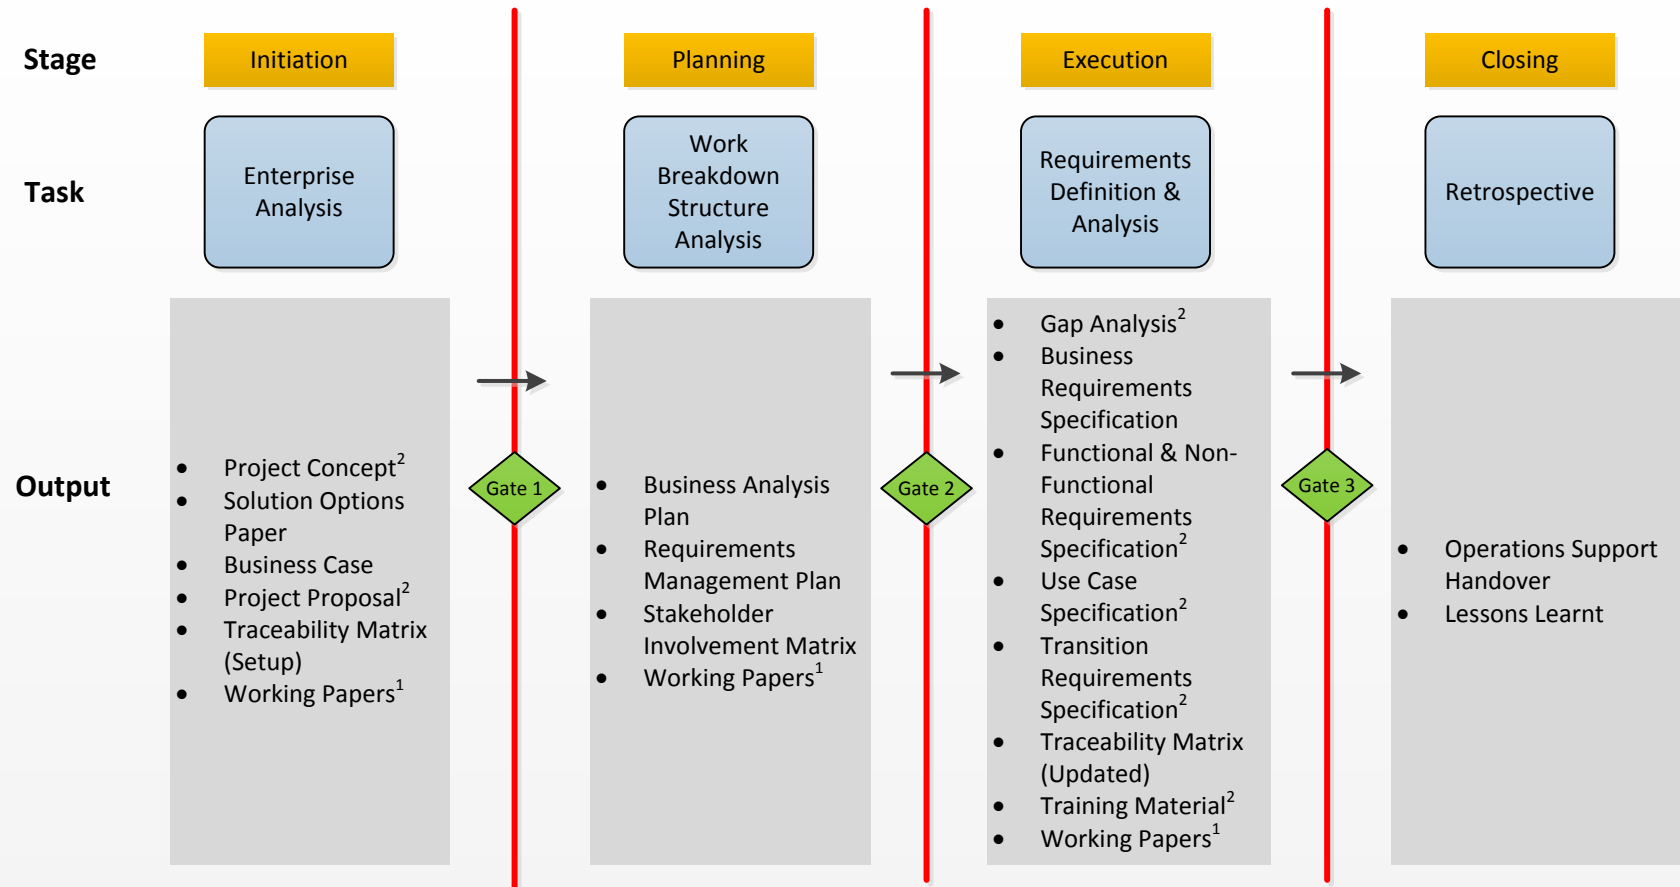 Stage
Initiation
Planning
Execution
Closing
Task
Enterprise
Analysis
Work
Breakdown
Structure
Analysis
Requirements
Definition &
Analysis
Retrospective
Output
• Project Concept²
• Solution Options
Paper
• Business Case
• Project Proposal²
• Traceability Matrix
(Setup)
• Working Papers¹
Gate 1
• Business Analysis
Plan
• Requirements
Management Plan
• Stakeholder
Involvement Matrix
• Working Papers¹
Gate 2
• Gap Analysis²
• Business
Requirements
Specification
• Functional & Non-
Functional
Requirements
Specification²
• Use Case
Specification²
• Transition
Requirements
Specification²
• Traceability Matrix
(Updated)
• Training Material²
• Working Papers¹
Gate 3
• Operations Support
Handover
• Lessons Learnt